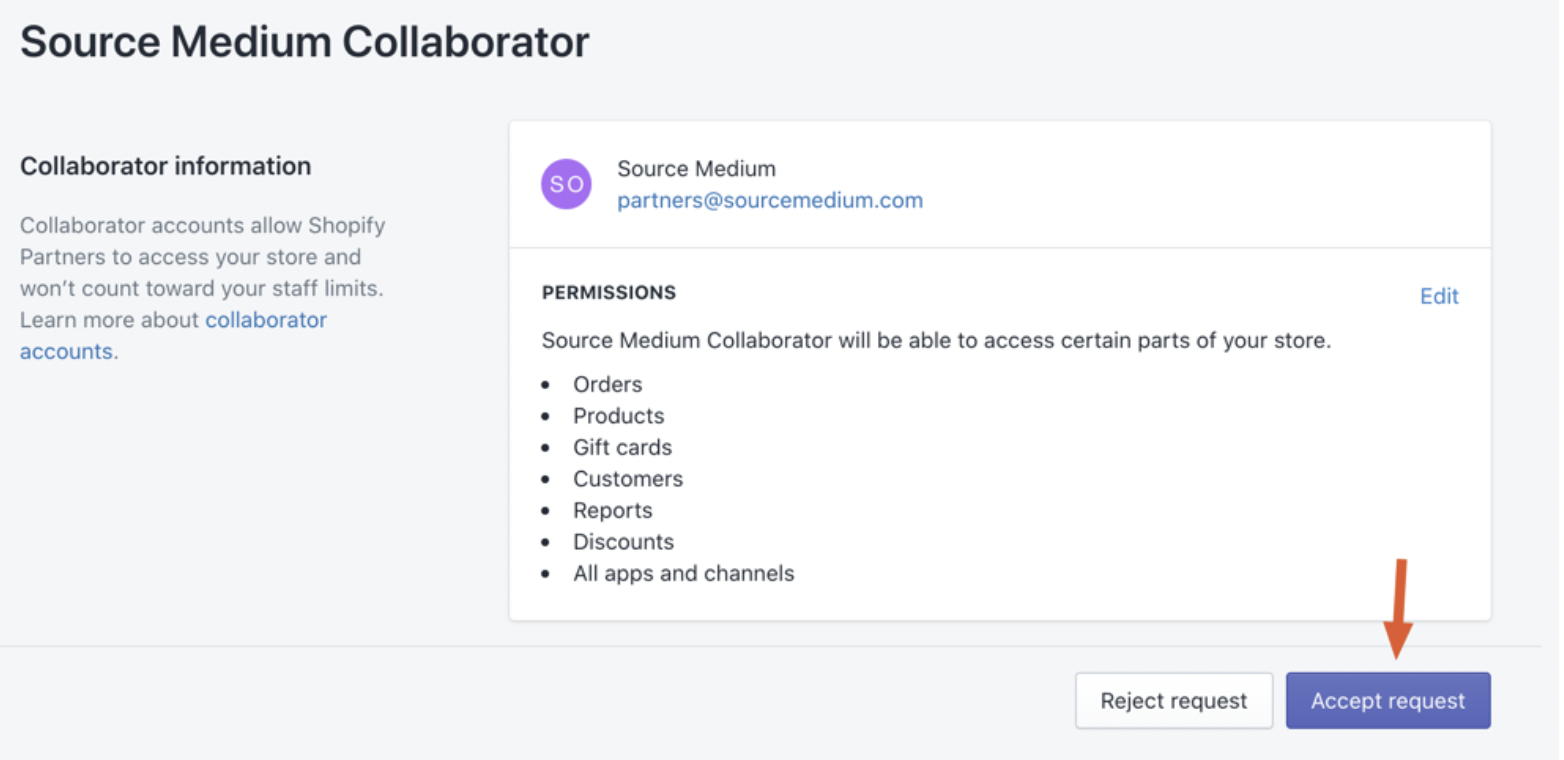 Source Medium Collaborator
Collaborator information
Collaborator accounts allow Shopify
Partners to access your store and
won't count toward your staff limits.
Learn more about collaborator
accounts.
SO
Source Medium
partners@sourcemedium.com
PERMISSIONS
Edit
Source Medium Collaborator will be able to access certain parts of your store.
• Orders
• Products
• Gift cards
• Customers
• Reports
• Discounts
• All apps and channels
Reject request
Accept request